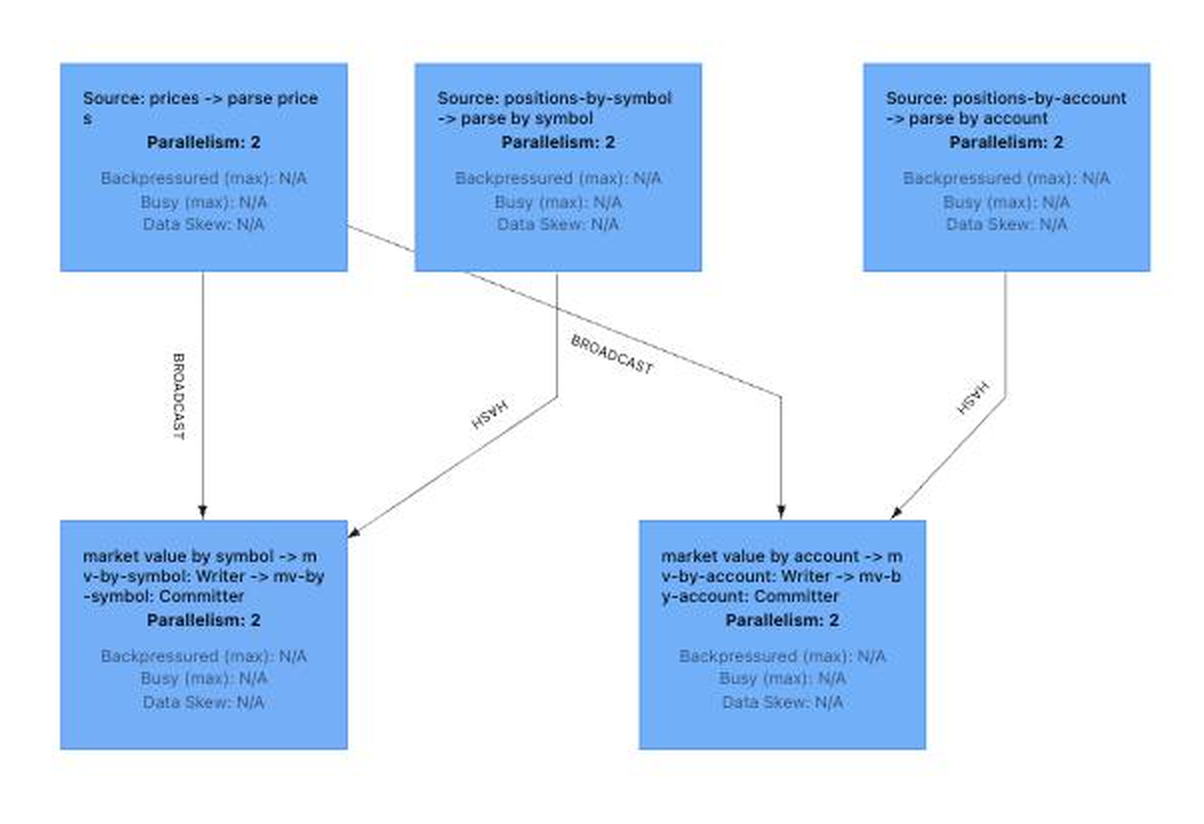 Source: prices -> parse price
s
Parallelism: 2
Backpressured (max): N/A
Busy (max): N/A
Data Skew: N/A
Source: positions-by-symbol
-> parse by symbol
Parallelism: 2
Backpressured (max): N/A
Busy (max): N/A
Data Skew: N/A
Source: positions-by-account
-> parse by account
Parallelism: 2
Backpressured (max): N/A
Busy (max): N/A
Data Skew: N/A
BROADCAST
HASH
BROADCAST
HASH
market value by symbol -> m
v-by-symbol: Writer -> mv-by
-symbol: Committer
Parallelism: 2
Backpressured (max): N/A
Busy (max): N/A
Data Skew: N/A
market value by account -> m
v-by-account: Writer -> mv-b
y-account: Committer
Parallelism: 2
Backpressured (max): N/A
Busy (max): N/A
Data Skew: N/A